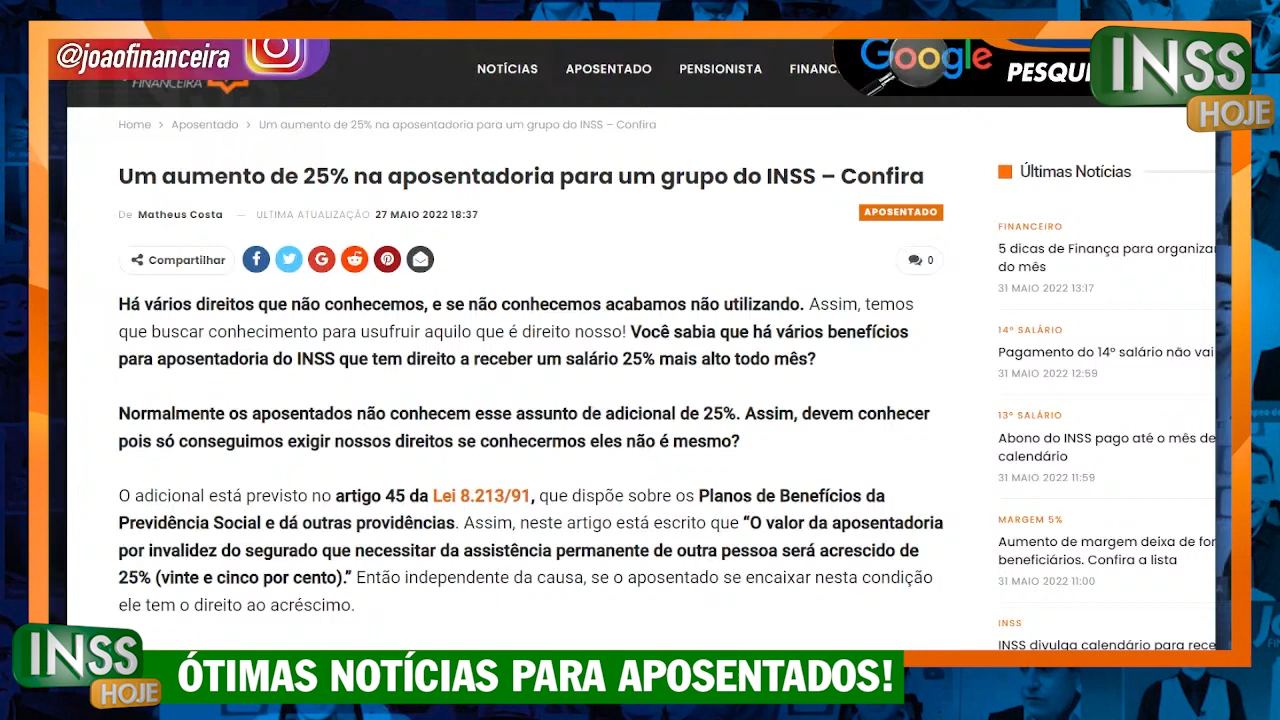 @joaofinanceira
FINANCEIRA
NOTÍCIAS
APOSENTADO
PENSIONISTA
FINANC
Google
PESQUI
INSS
HOJE
Home > Aposentado > Um aumento de 25% na aposentadoria para um grupo do INSS – Confira
Um aumento de 25% na aposentadoria para um grupo do INSS – Confira
De Matheus Costa — ULTIMA ATUALIZAÇÃO 27 MAIO 2022 18:37
APOSENTADO
Compartilhar
0
Há vários direitos que não conhecemos, e se não conhecemos acabamos não utilizando. Assim, temos
que buscar conhecimento para usufruir aquilo que é direito nosso! Você sabia que há vários benefícios
para aposentadoria do INSS que tem direito a receber um salário 25% mais alto todo mês?
Normalmente os aposentados não conhecem esse assunto de adicional de 25%. Assim, devem conhecer
pois só conseguimos exigir nossos direitos se conhecermos eles não é mesmo?
O adicional está previsto no artigo 45 da Lei 8.213/91, que dispõe sobre os Planos de Benefícios da
Previdência Social e dá outras providências. Assim, neste artigo está escrito que “O valor da aposentadoria
por invalidez do segurado que necessitar da assistência permanente de outra pessoa será acrescido de
25% (vinte e cinco por cento).” Então independente da causa, se o aposentado se encaixar nesta condição
ele tem o direito ao acréscimo.
Últimas Notícias
FINANCEIRO
5 dicas de Finança para organizar
do mês
31 MAIO 2022 13:17
14º SALÁRIO
Pagamento do 14º salário não vai
31 MAIO 2022 12:59
13º SALÁRIO
Abono do INSS pago até o mês de
calendário
31 MAIO 2022 11:59
MARGEM 5%
Aumento de margem deixa de for
beneficiários. Confira a lista
31 MAIO 2022 11:00
INSS
INSS divulga calendário para rece
INSS
HOJE
ÓTIMAS NOTÍCIAS PARA APOSENTADOS!